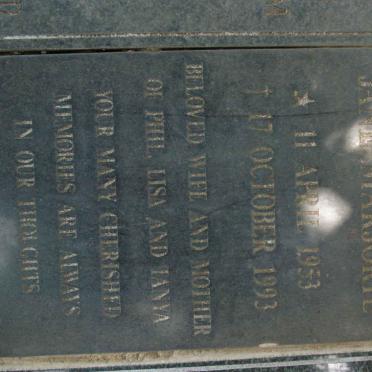 ☆ 11 APRIL 1953
† 17 OCTOBER 1993
BELOVED WIFE AND MOTHER
OF PHIL, LISA AND TANYA
YOUR MANY CHERISHED
MEMORIES ARE ALWAYS
IN OUR THOUGHTS